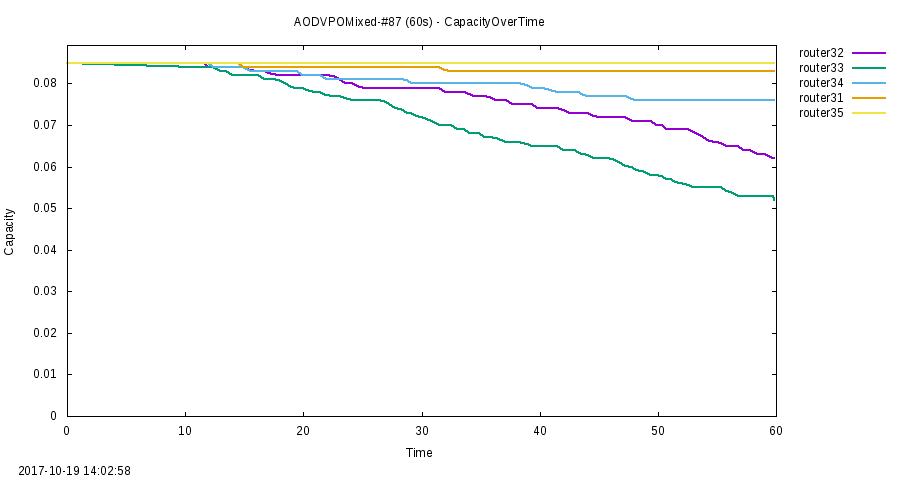 AODVPOMixed-#87 (60s) - CapacityOverTime
router32
router33
router34
router31
router35
0.08
0.07
0.06
0.05
0.04
0.03
0.02
0.01
0
Capacity
0 10 20 30 40 50 60
Time
2017-10-19 14:02:58